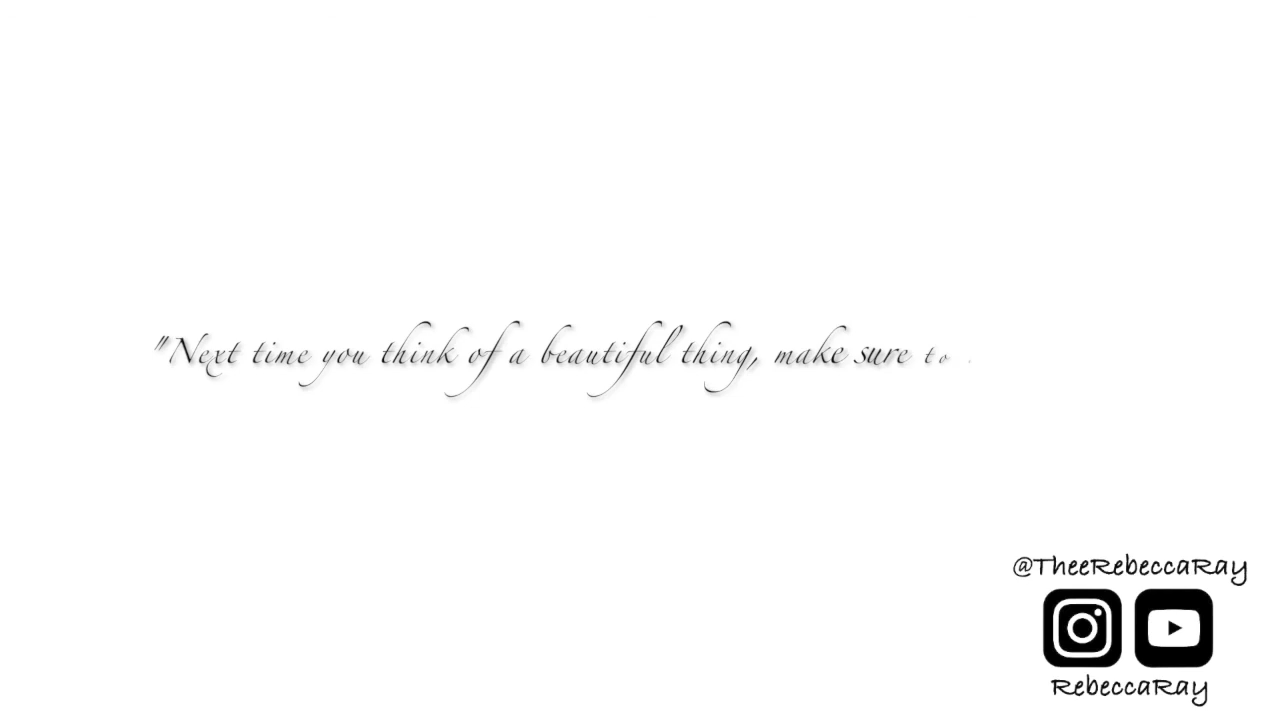 "Next time you think of a beautiful thing, make sure to
@TheeRebeccaRay
RebeccaRay